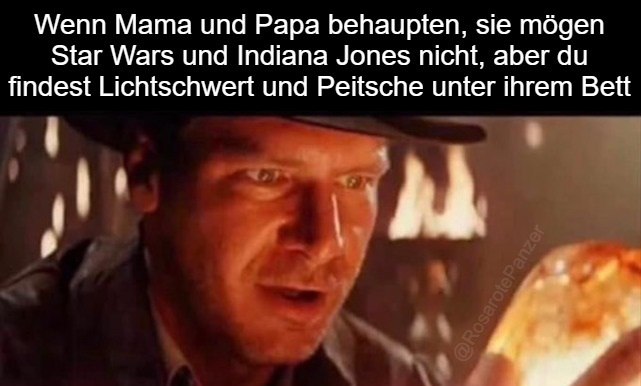 Wenn Mama und Papa behaupten, sie mögen
Star Wars und Indiana Jones nicht, aber du
findest Lichtschwert und Peitsche unter ihrem Bett
@RosarotePanzer